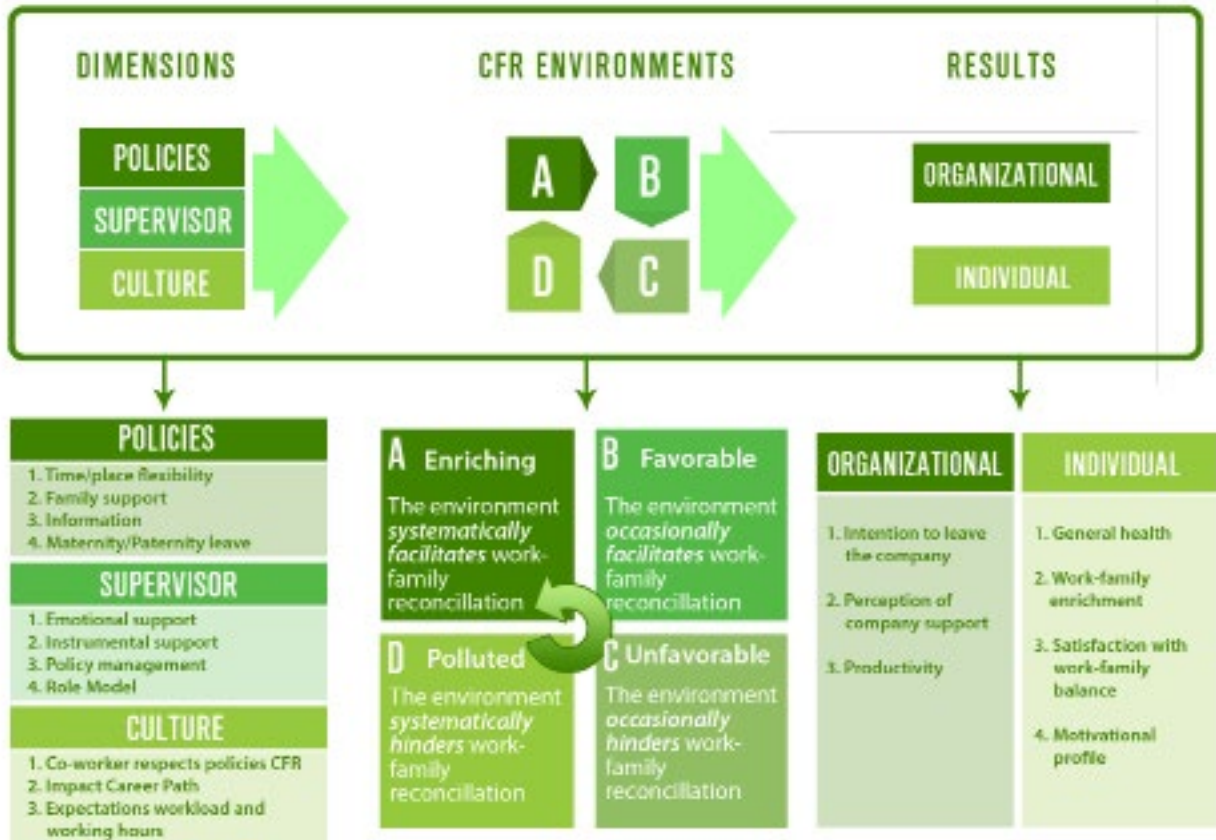 DIMENSIONS
CFR ENVIRONMENTS
RESULTS
POLICIES
SUPERVISOR
CULTURE
A
B
D
C
ORGANIZATIONAL
INDIVIDUAL
POLICIES
1. Time/place flexibility
2. Family support
3. Information
4. Maternity/Paternity leave
SUPERVISOR
1. Emotional support
2. Instrumental support
3. Policy management
4. Role Model
CULTURE
1. Co-worker respects policies CFR
2. Impact Career Path
3. Expectations workload and
working hours
A Enriching
The environment
systematically
facilitates work-
family
reconcillation
B Favorable
The environment
occasionally
facilitates work-
family
reconcillation
D Polluted
The environment
systematically
hinders work-
family
reconcillation
C Unfavorable
The environment
occasionally
hinders work-
family
reconcillation
ORGANIZATIONAL
1. Intention to leave
the company
2. Perception of
company support
3. Productivity
INDIVIDUAL
1. General health
2. Work-family
enrichment
3. Satisfaction with
work-family
balance
4. Motivational
profile